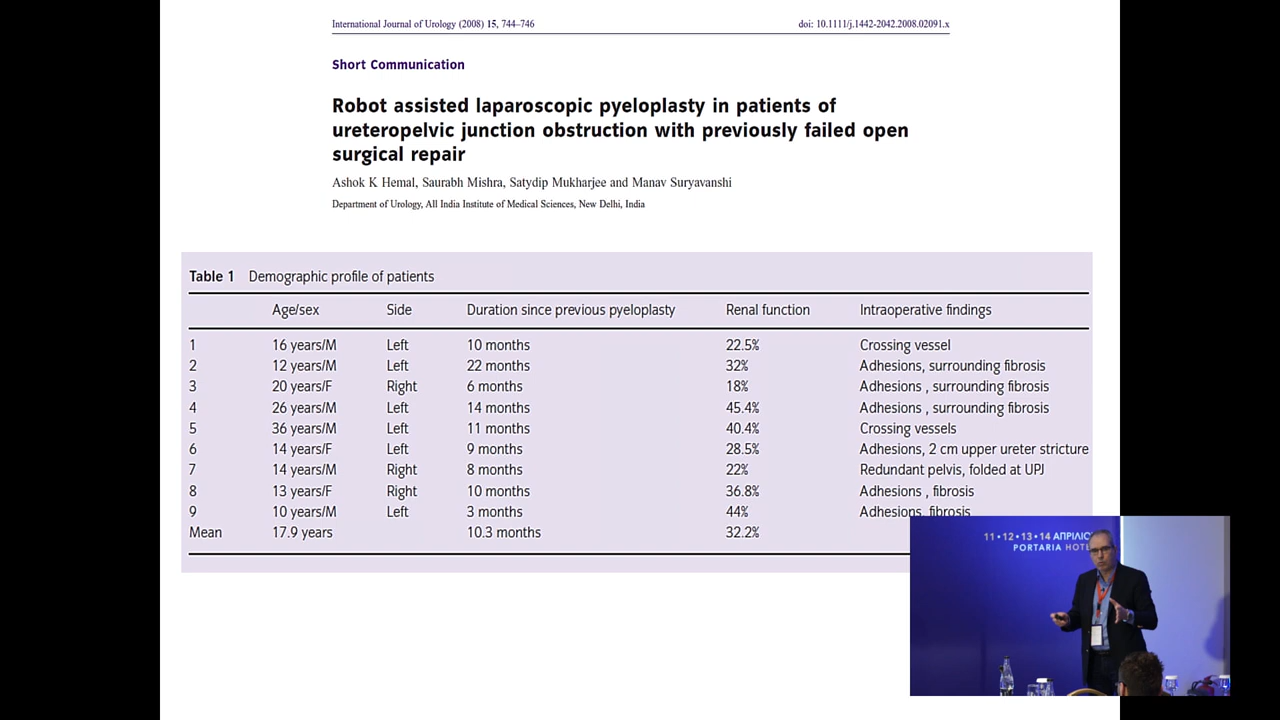 International Journal of Urology (2008) 15, 744–746 doi: 10.1111/j.1442-2042.2008.02091.x
Short Communication
Robot assisted laparoscopic pyeloplasty in patients of
ureteropelvic junction obstruction with previously failed open
surgical repair
Ashok K Hemal, Saurabh Mishra, Satydip Mukharjee and Manav Suryavanshi
Department of Urology, All India Institute of Medical Sciences, New Delhi, India
Table 1 Demographic profile of patients
Age/sex Side Duration since previous pyeloplasty Renal function Intraoperative findings
1 16 years/M Left 10 months 22.5% Crossing vessel
2 12 years/M Left 22 months 32% Adhesions, surrounding fibrosis
3 20 years/F Right 6 months 18% Adhesions , surrounding fibrosis
4 26 years/M Left 14 months 45.4% Adhesions , surrounding fibrosis
5 36 years/M Left 11 months 40.4% Crossing vessels
6 14 years/F Left 9 months 28.5% Adhesions, 2 cm upper ureter stricture
7 14 years/M Right 8 months 22% Redundant pelvis, folded at UPJ
8 13 years/F Right 10 months 36.8% Adhesions , fibrosis
9 10 years/M Left 3 months 44% Adhesions, fibrosis
Mean 17.9 years 10.3 months 32.2%
11•12•13•14 ΑΠΡΙΛΙΟ
PORTARIA HOTE